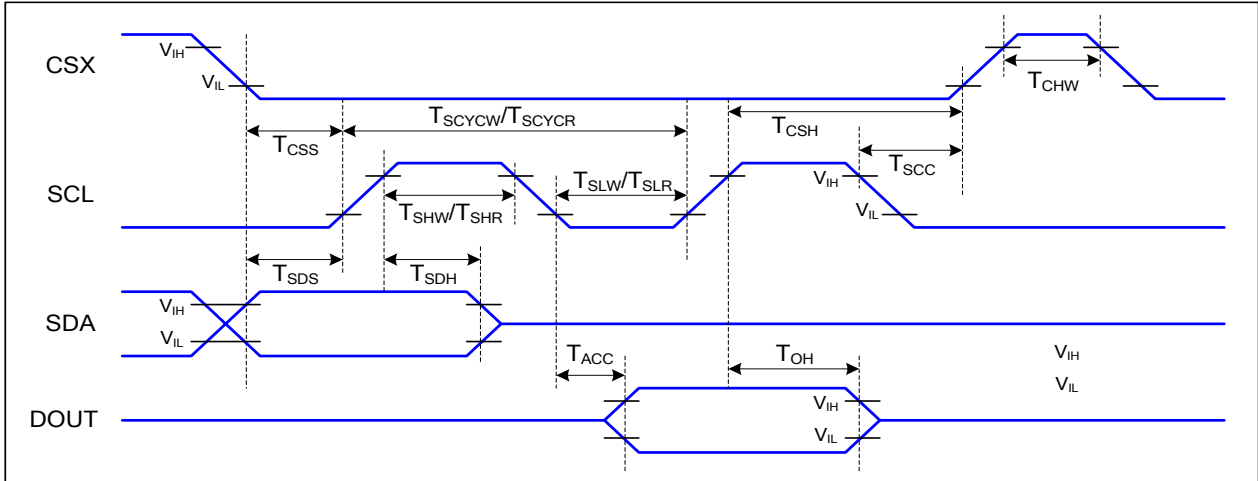 CSX
VIH
VIL
TCHW
TSCYCW/TSCYCR
TCSH
TCSS
TSCC
SCL
TSLW/TSLR
VIH
TSHW/TSHR
VIL
TSDS
TSDH
SDA
VIH
VIL
TACC
TOH
VIH
VIL
DOUT
VIH
VIL